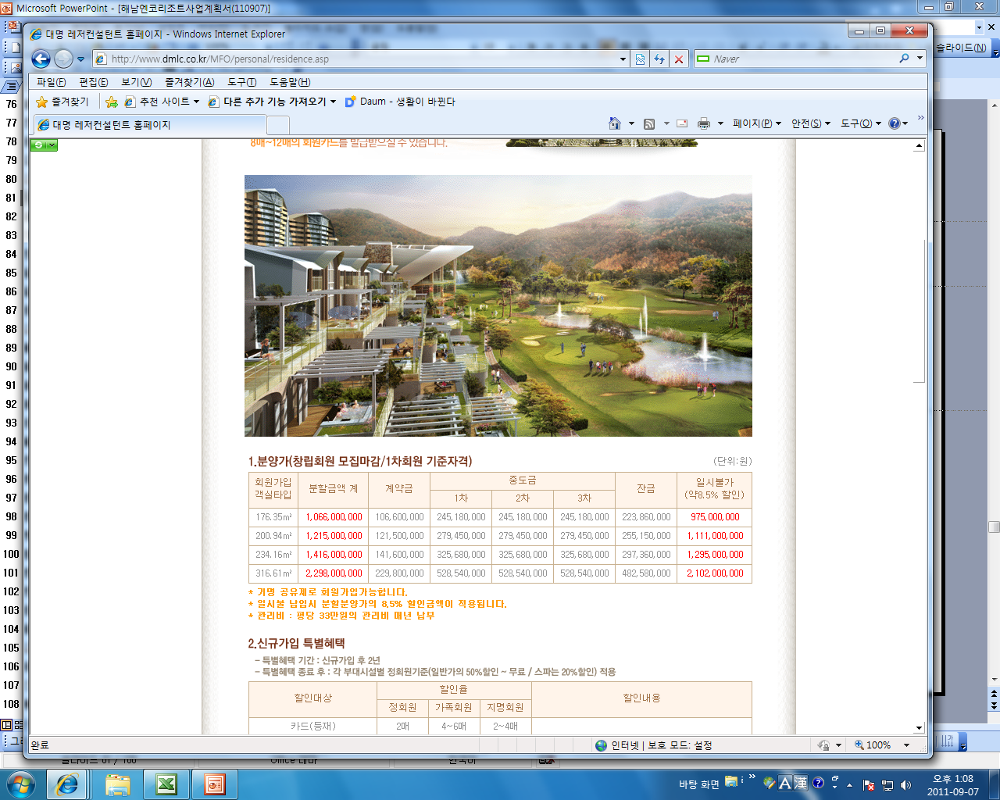 Microsoft PowerPoint - [해남엔코리조트사업계획서(110907)]
대명 레저컨설턴트 홈페이지 - Windows Internet Explorer
http://www.dmlc.co.kr/MFO/personal/residence.asp
Naver
슬라이드(N)
파일(F) 편집(E) 보기(V) 즐겨찾기(A) 도구(T) 도움말(H)
즐겨찾기 추천 사이트 다른 추가 기능 가져오기 Daum - 생활이 바뀐다
대명 레저컨설턴트 홈페이지
페이지(P) 안전(S) 도구(O)
8매~12매의 회원카드를 발급받으실 수 있습니다.
76
77
78
79
80
81
82
83
84
85
86
87
88
89
90
91
92
93
94
95
96
97
98
99
100
101
102
103
104
105
106
107
108
1.분양가(창립회원 모집마감/1차회원 기준자격) (단위:원)
회원가입 객실타입 분할금액 계 계약금 중도금 잔금 일시불가 (약8.5% 할인)
1차 2차 3차
176.35㎡ 1,066,000,000 106,600,000 245,180,000 245,180,000 245,180,000 223,860,000 975,000,000
200.94㎡ 1,215,000,000 121,500,000 279,450,000 279,450,000 279,450,000 255,150,000 1,111,000,000
234.16㎡ 1,416,000,000 141,600,000 325,680,000 325,680,000 325,680,000 297,360,000 1,295,000,000
316.61㎡ 2,298,000,000 229,800,000 528,540,000 528,540,000 528,540,000 482,580,000 2,102,000,000
* 기명 공유제로 회원가입가능합니다.
* 일시불 납입시 분할분양가의 8.5% 할인금액이 적용됩니다.
* 관리비 : 평당 33만원의 관리비 매년 납부
2.신규가입 특별혜택
- 특별혜택 기간 : 신규가입 후 2년
- 특별혜택 종료 후 : 각 부대시설별 정회원기준(일반가의 50%할인 ~ 무료 / 스파는 20%할인) 적용
할인대상 할인율 할인내용
정회원 가족회원 지명회원
카드(등재) 2매 4~6매 2~4매
완료
인터넷 | 보호 모드: 설정
100%
바탕 화면
A 漢
오후 1:08
2011-09-07